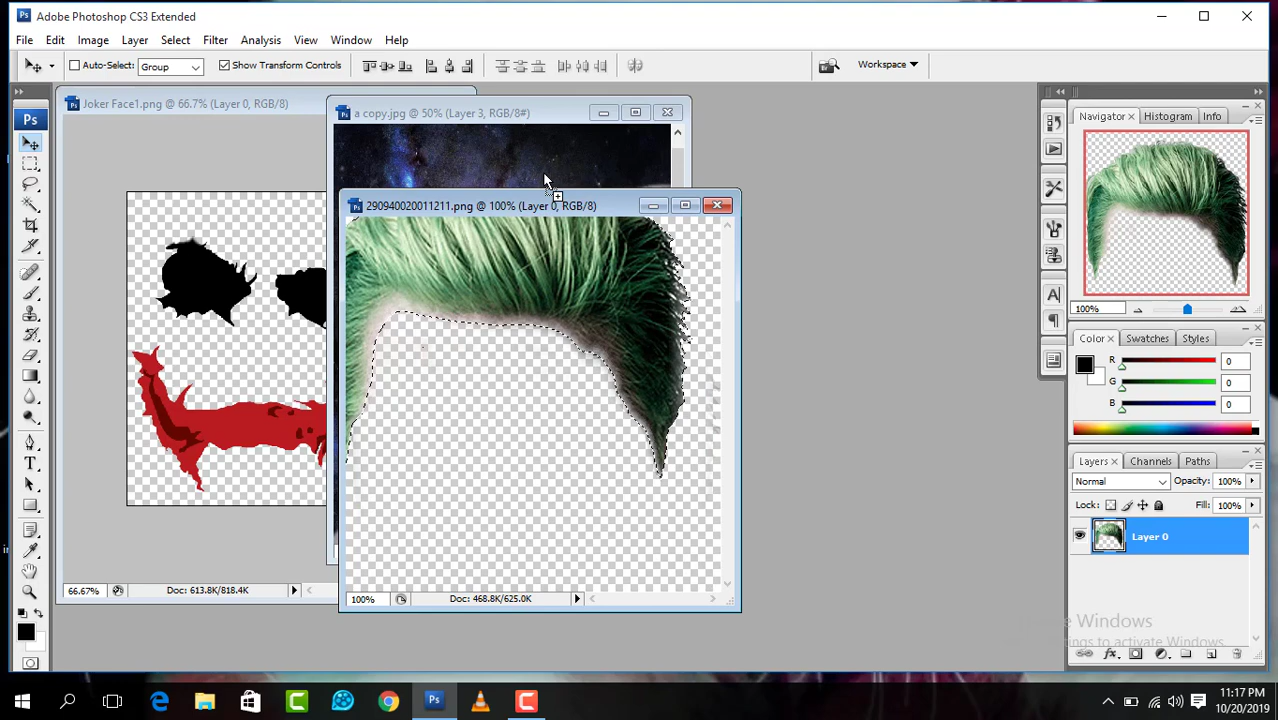 Ps Adobe Photoshop CS3 Extended
File Edit Image Layer Select Filter Analysis View Window Help
Auto-Select: Group Show Transform Controls Workspace
Joker Face1.png @ 66.7% (Layer 0, RGB/8)
a copy.jpg @ 50% (Layer 3, RGB/8#)
290940020011211.png @ 100% (Layer 0, RGB/8)
Ps
T
66.67% Doc: 613.8K/818.4K
100% Doc: 468.8K/625.0K
Navigator Histogram Info
100%
Color Swatches Styles
R 0
G 0
B 0
A
Layers Channels Paths
Normal Opacity: 100%
Lock: Fill: 100%
Layer 0
Windows
to activate Windows.
11:17 PM
10/20/2019